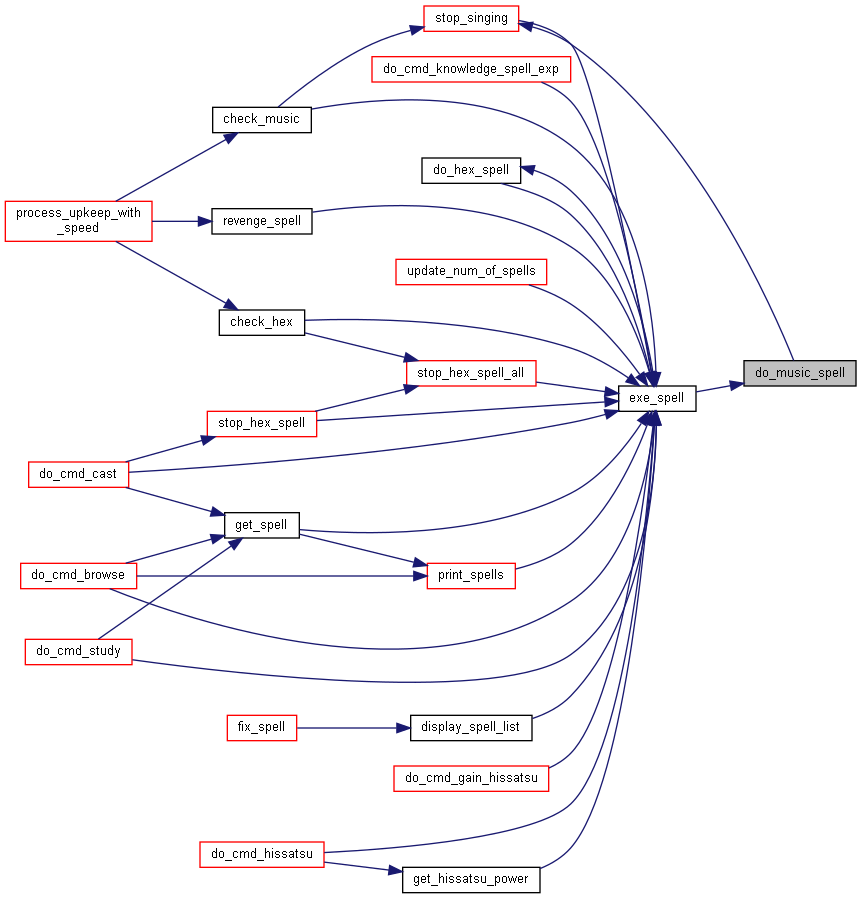 stop_singing
do_cmd_knowledge_spell_exp
check_music
do_hex_spell
process_upkeep_with
_speed
revenge_spell
update_num_of_spells
check_hex
stop_hex_spell_all
do_music_spell
exe_spell
stop_hex_spell
do_cmd_cast
get_spell
do_cmd_browse
print_spells
do_cmd_study
fix_spell
display_spell_list
do_cmd_gain_hissatsu
do_cmd_hissatsu
get_hissatsu_power